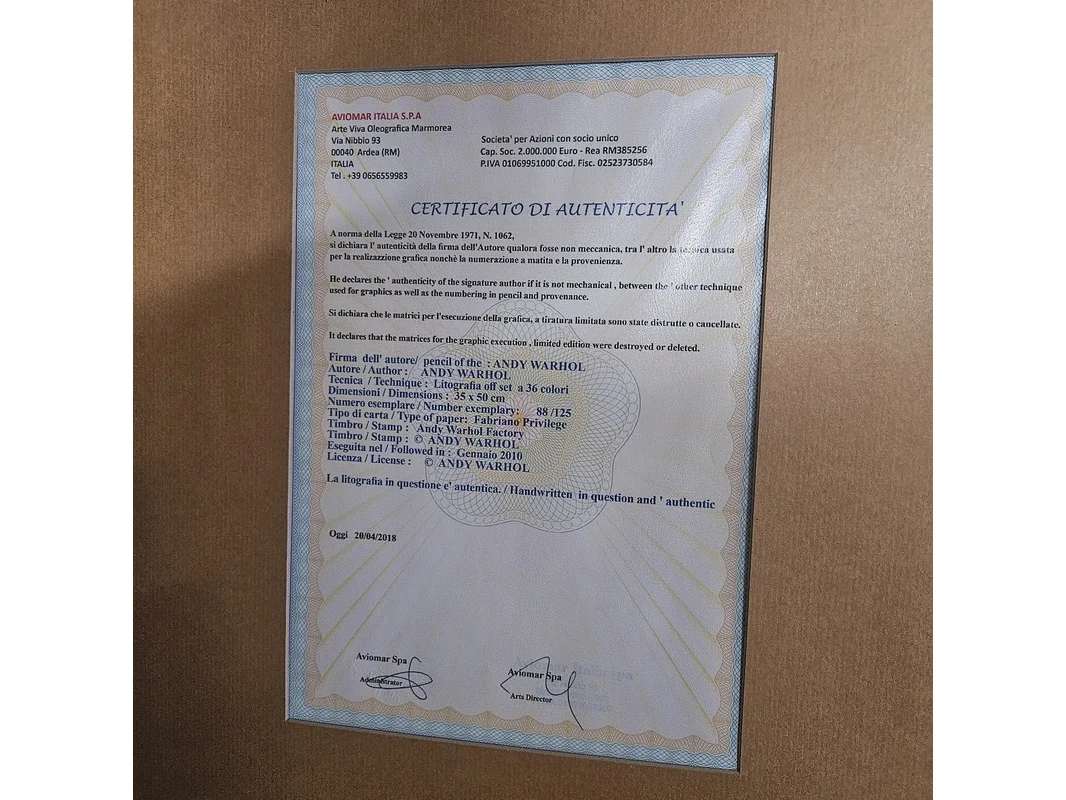 AVIOMAR ITALIA S.P.A
Arte Viva Oleografica Marmorea
Via Nibbio 93
00040 Ardea (RM)
ITALIA
Tel . +39 0656559983
Societa' per Azioni con socio unico
Cap. Soc. 2.000.000 Euro - Rea RM385256
P.IVA 01069951000 Cod. Fisc. 02523730584
CERTIFICATO DI AUTENTICITA'
A norma della Legge 20 Novembre 1971, N. 1062,
si dichiara l' autenticità della firma dell'Autore qualora fosse non meccanica, tra l' altro la tecnica usata
per la realizazzione grafica nonchè la numerazione a matita e la provenienza.
He declares the ' authenticity of the signature author if it is not mechanical , between the ' other technique
used for graphics as well as the numbering in pencil and provenance.
Si dichiara che le matrici per l'esecuzione della grafica, a tiratura limitata sono state distrutte o cancellate.
It declares that the matrices for the graphic execution , limited edition were destroyed or deleted.
Firma dell' autore/ pencil of the : ANDY WARHOL
Autore / Author : ANDY WARHOL
Tecnica / Technique : Litografia off set a 36 colori
Dimensioni / Dimensions : 35 x 50 cm
Numero esemplare / Number exemplary: 88 /125
Tipo di carta / Type of paper: Fabriano Privilege
Timbro / Stamp : Andy Warhol Factory
Timbro / Stamp : © ANDY WARHOL
Eseguita nel / Followed in : Gennaio 2010
Licenza / License : © ANDY WARHOL
La litografia in questione e' autentica. / Handwritten in question and ' authentic
Oggi 20/04/2018
Aviomar Spa
Administrator
Aviomar Spa
Arts Director